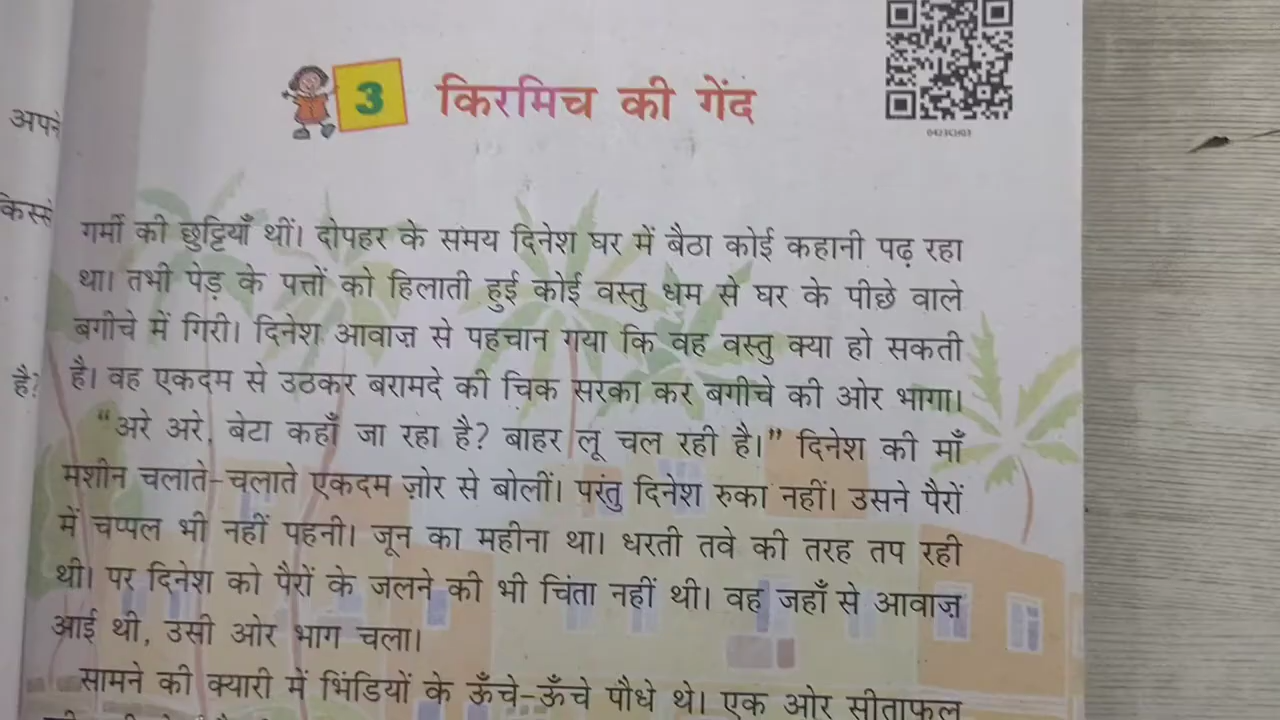 3 किरमिच की गेंद
0423CH03
अपने
किस्से
है?
गर्मी की छुट्टियाँ थीं। दोपहर के समय दिनेश घर में बैठा कोई कहानी पढ़ रहा
था। तभी पेड़ के पत्तों को हिलाती हुई कोई वस्तु धम से घर के पीछे वाले
बगीचे में गिरी। दिनेश आवाज़ से पहचान गया कि वह वस्तु क्या हो सकती
है। वह एकदम से उठकर बरामदे की चिक सरका कर बगीचे की ओर भागा।
“अरे अरे, बेटा कहाँ जा रहा है? बाहर लू चल रही है।” दिनेश की माँ
मशीन चलाते-चलाते एकदम ज़ोर से बोलीं। परंतु दिनेश रुका नहीं। उसने पैरों
में चप्पल भी नहीं पहनी। जून का महीना था। धरती तवे की तरह तप रही
थी। पर दिनेश को पैरों के जलने की भी चिंता नहीं थी। वह जहाँ से आवाज़
आई थी, उसी ओर भाग चला।
सामने की क्यारी में भिंडियों के ऊँचे-ऊँचे पौधे थे। एक ओर सीताफल